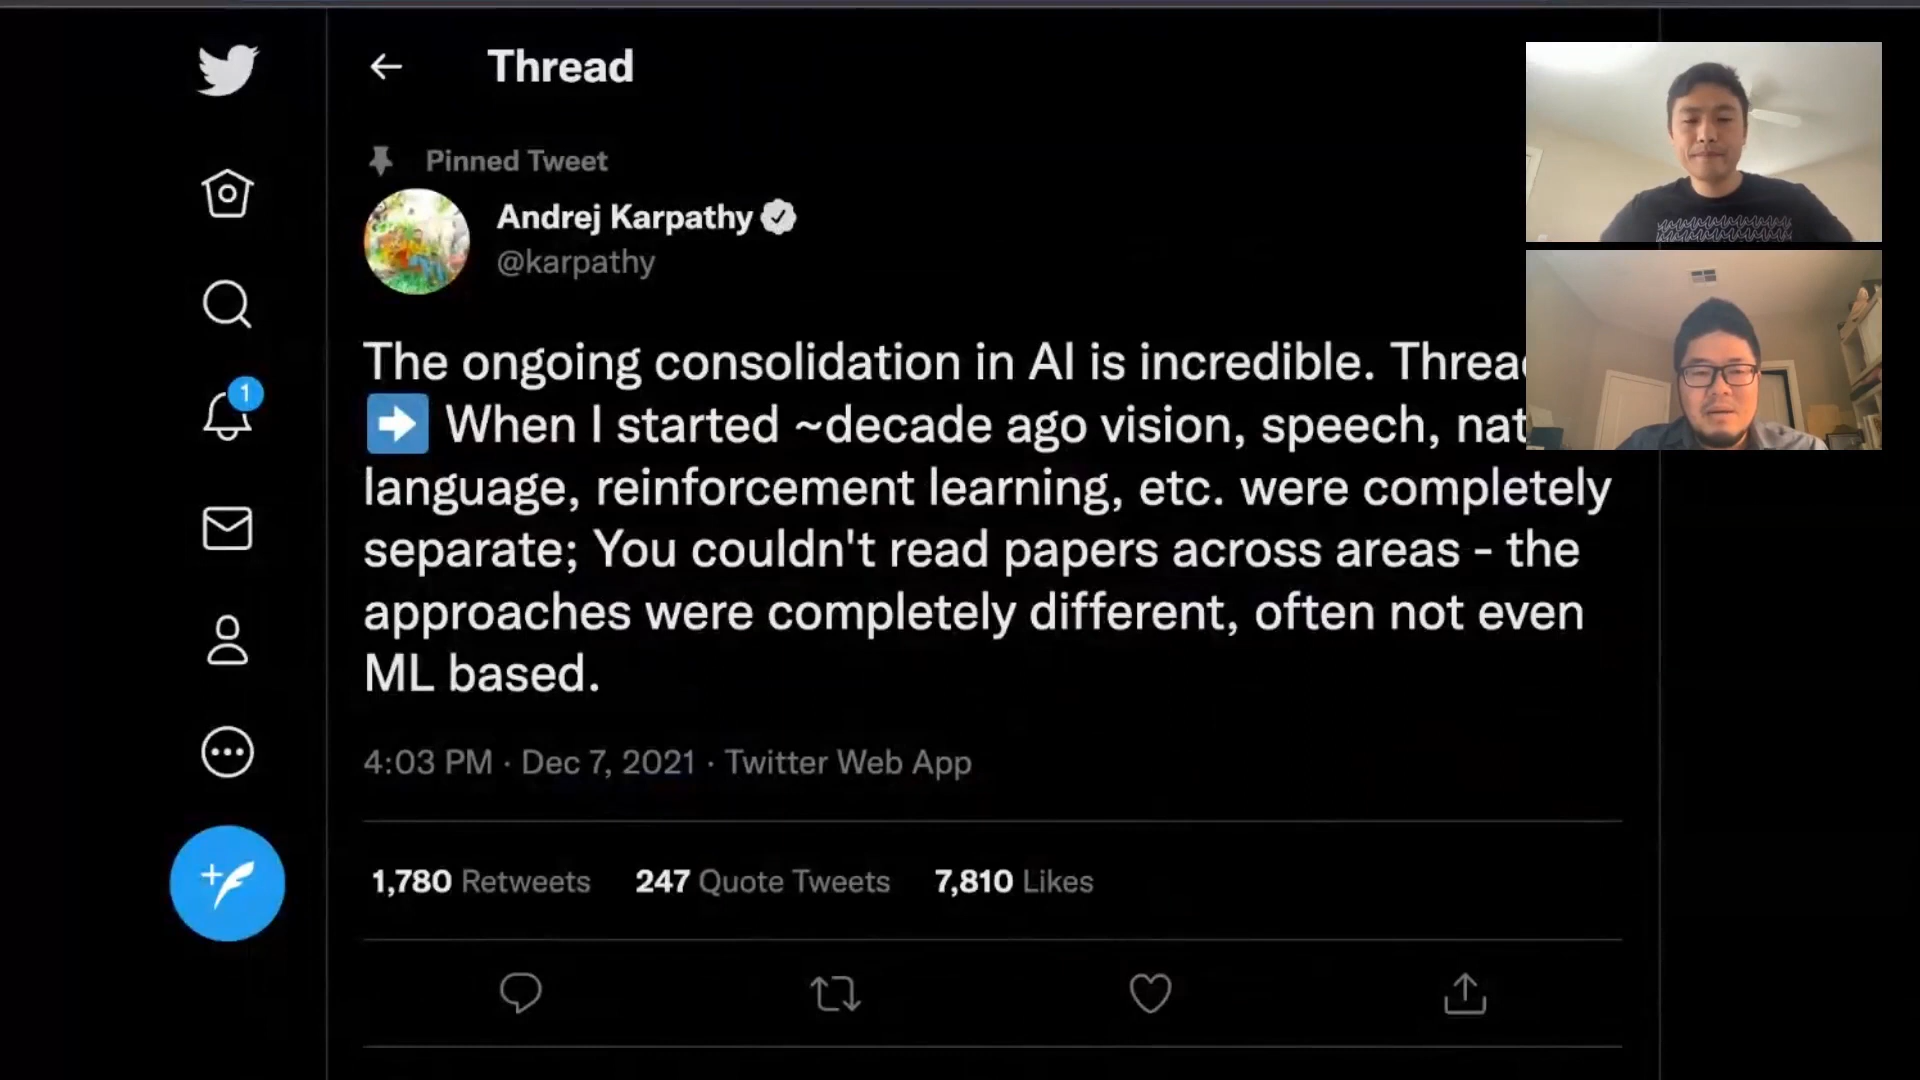 Thread
Pinned Tweet
Andrej Karpathy
@karpathy
The ongoing consolidation in AI is incredible.
When I started ~decade ago vision, speech,
language, reinforcement learning, etc. were completely
separate; You couldn't read papers across areas - the
approaches were completely different, often not even
ML based.
4:03 PM · Dec 7, 2021 · Twitter Web App
1,780 Retweets 247 Quote Tweets 7,810 Likes
1